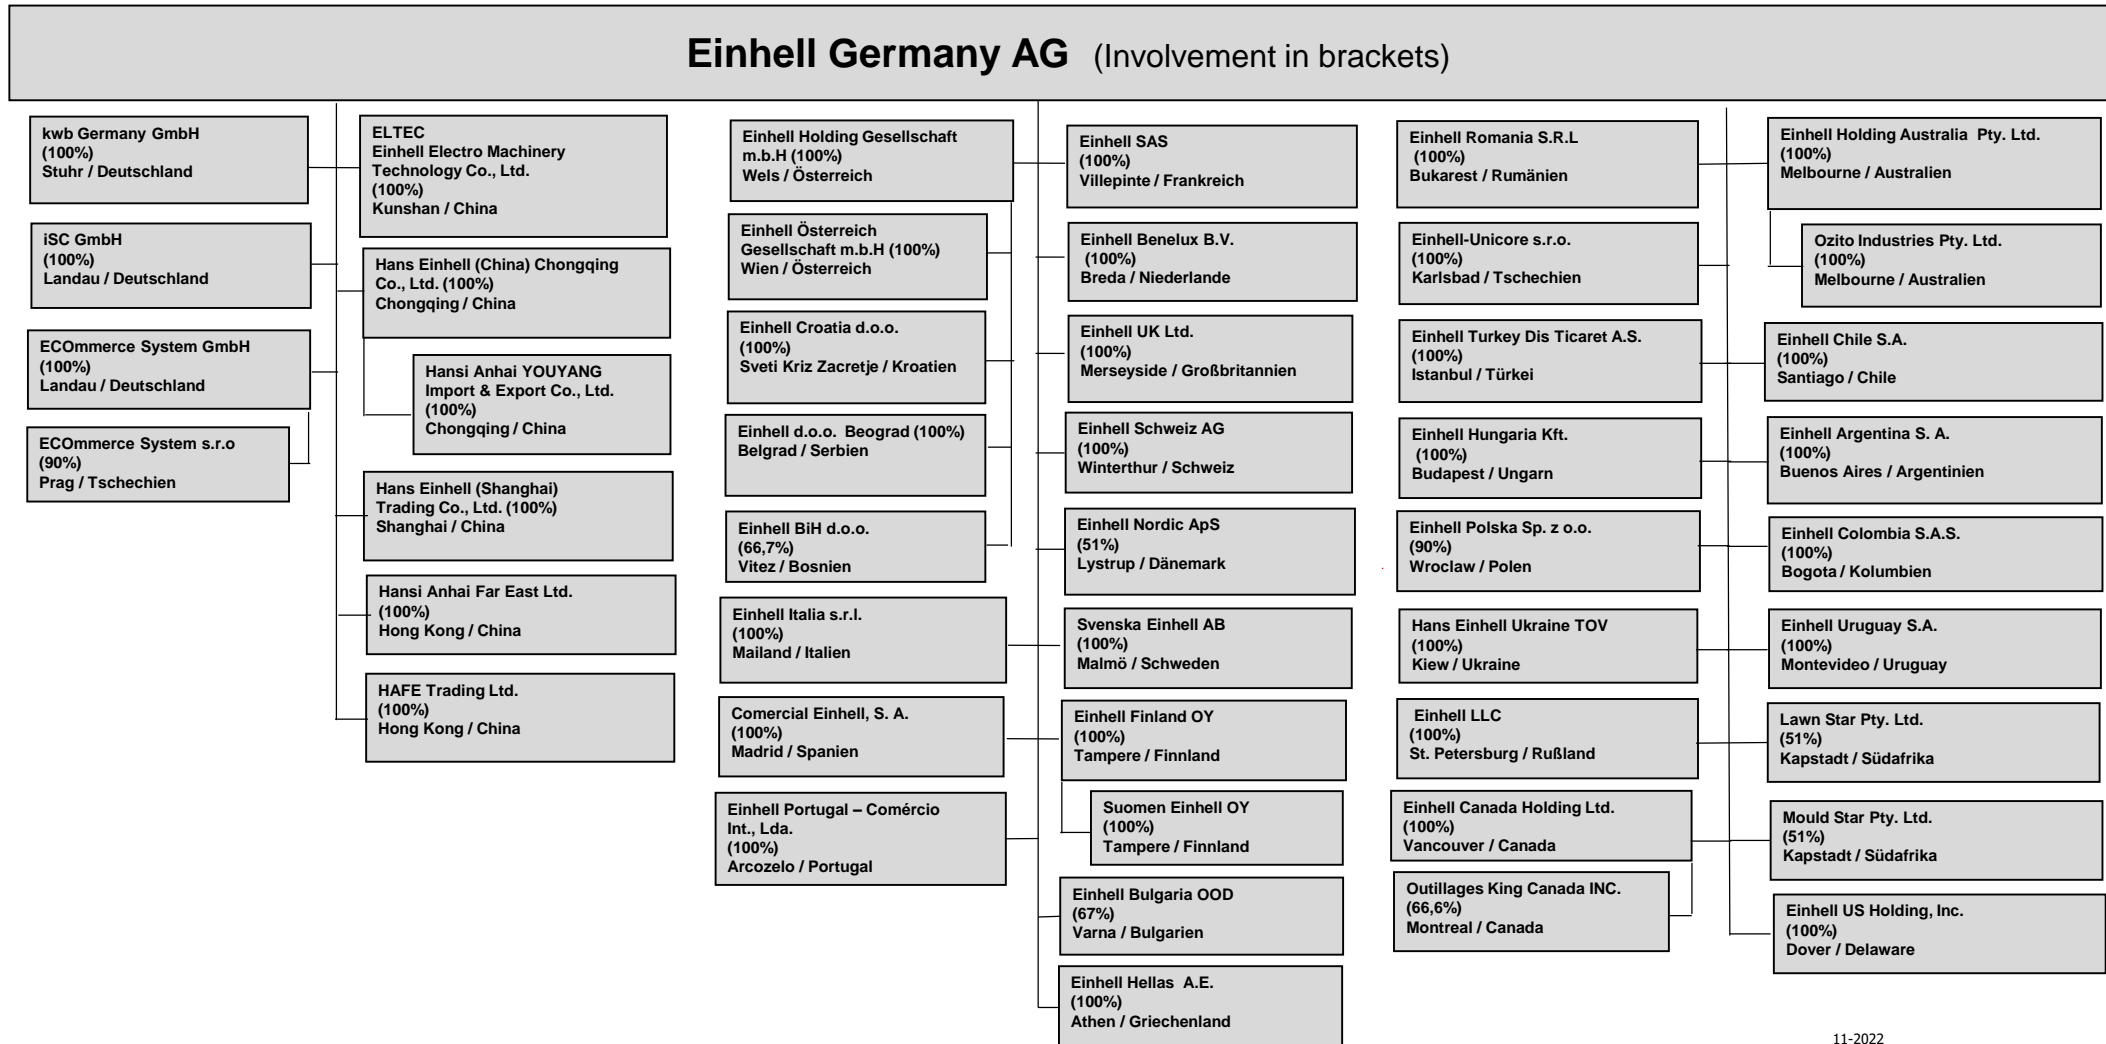 Einhell Germany AG (Involvement in brackets)
kwb Germany GmbH
(100%)
Stuhr / Deutschland
iSC GmbH
(100%)
Landau / Deutschland
ECOmmerce System GmbH
(100%)
Landau / Deutschland
ECOmmerce System s.r.o
(90%)
Prag / Tschechien
ELTEC
Einhell Electro Machinery
Technology Co., Ltd.
(100%)
Kunshan / China
Hans Einhell (China) Chongqing
Co., Ltd. (100%)
Chongqing / China
Hansi Anhai YOUYANG
Import & Export Co., Ltd.
(100%)
Chongqing / China
Hans Einhell (Shanghai)
Trading Co., Ltd. (100%)
Shanghai / China
Hansi Anhai Far East Ltd.
(100%)
Hong Kong / China
HAFE Trading Ltd.
(100%)
Hong Kong / China
Einhell Holding Gesellschaft
m.b.H (100%)
Wels / Österreich
Einhell Österreich
Gesellschaft m.b.H (100%)
Wien / Österreich
Einhell Croatia d.o.o.
(100%)
Sveti Kriz Zacretje / Kroatien
Einhell d.o.o. Beograd (100%)
Belgrad / Serbien
Einhell BiH d.o.o.
(66,7%)
Vitez / Bosnien
Einhell Italia s.r.l.
(100%)
Mailand / Italien
Comercial Einhell, S. A.
(100%)
Madrid / Spanien
Einhell Portugal – Comércio
Int., Lda.
(100%)
Arcozelo / Portugal
Einhell SAS
(100%)
Villepinte / Frankreich
Einhell Benelux B.V.
(100%)
Breda / Niederlande
Einhell UK Ltd.
(100%)
Merseyside / Großbritannien
Einhell Schweiz AG
(100%)
Winterthur / Schweiz
Einhell Nordic ApS
(51%)
Lystrup / Dänemark
Svenska Einhell AB
(100%)
Malmö / Schweden
Einhell Finland OY
(100%)
Tampere / Finnland
Suomen Einhell OY
(100%)
Tampere / Finnland
Einhell Bulgaria OOD
(67%)
Varna / Bulgarien
Einhell Hellas A.E.
(100%)
Athen / Griechenland
Einhell Romania S.R.L
(100%)
Bukarest / Rumänien
Einhell-Unicore s.r.o.
(100%)
Karlsbad / Tschechien
Einhell Turkey Dis Ticaret A.S.
(100%)
Istanbul / Türkei
Einhell Hungaria Kft.
(100%)
Budapest / Ungarn
Einhell Polska Sp. z o.o.
(90%)
Wroclaw / Polen
Hans Einhell Ukraine TOV
(100%)
Kiew / Ukraine
Einhell LLC
(100%)
St. Petersburg / Rußland
Einhell Canada Holding Ltd.
(100%)
Vancouver / Canada
Outillages King Canada INC.
(66,6%)
Montreal / Canada
Einhell Holding Australia Pty. Ltd.
(100%)
Melbourne / Australien
Ozito Industries Pty. Ltd.
(100%)
Melbourne / Australien
Einhell Chile S.A.
(100%)
Santiago / Chile
Einhell Argentina S. A.
(100%)
Buenos Aires / Argentinien
Einhell Colombia S.A.S.
(100%)
Bogota / Kolumbien
Einhell Uruguay S.A.
(100%)
Montevideo / Uruguay
Lawn Star Pty. Ltd.
(51%)
Kapstadt / Südafrika
Mould Star Pty. Ltd.
(51%)
Kapstadt / Südafrika
Einhell US Holding, Inc.
(100%)
Dover / Delaware
11-2022